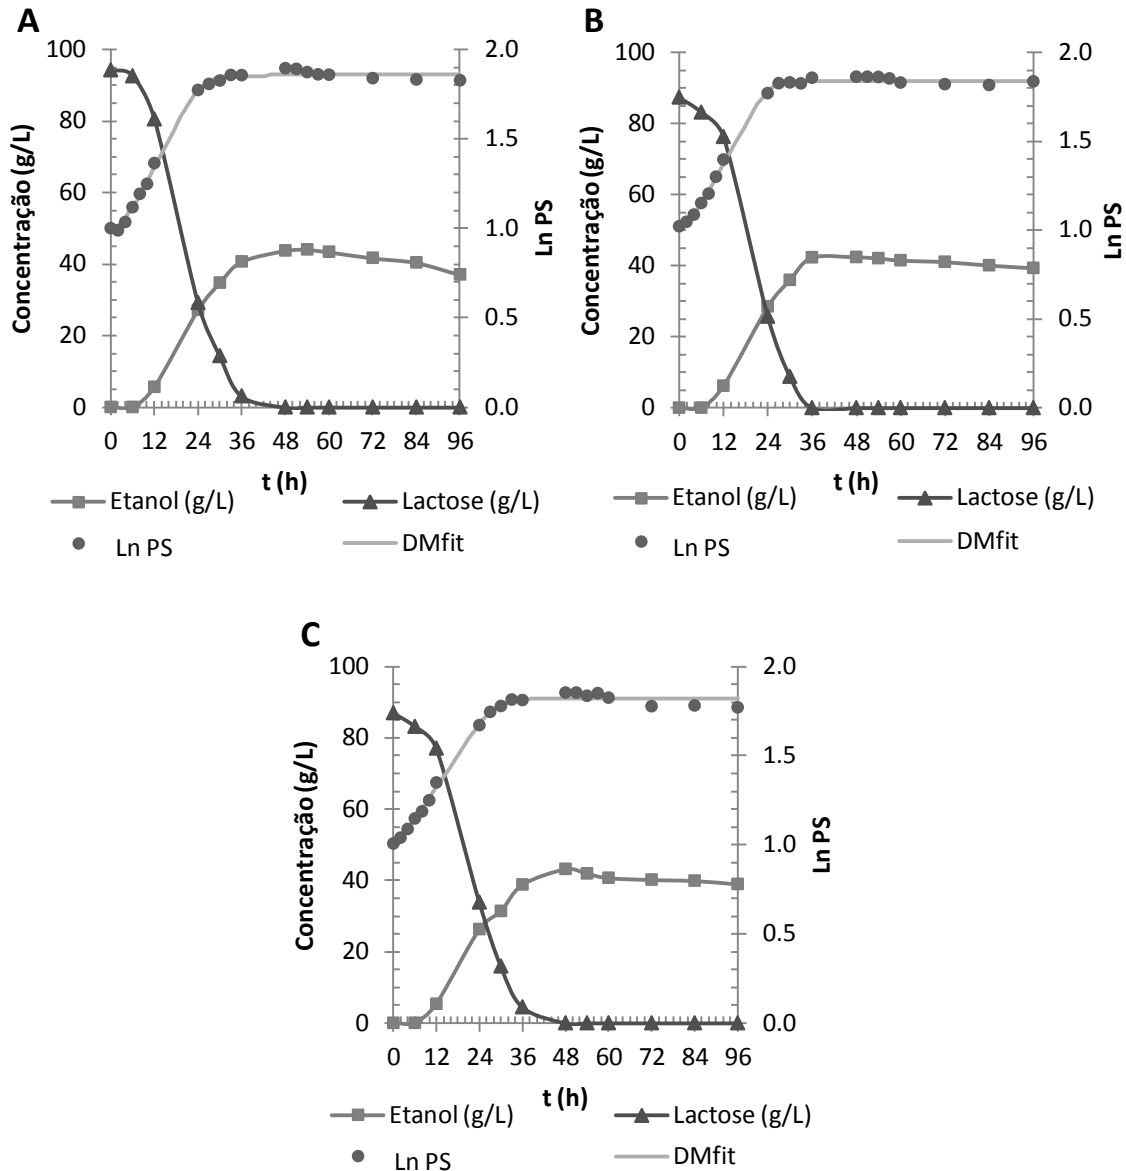 A
100
80
60
40
20
0
Concentração (g/L)
2.0
1.5
1.0
0.5
0.0
Ln PS
0 12 24 36 48 60 72 84 96
t (h)
Etanol (g/L)
Lactose (g/L)
Ln PS
DMfit
B
100
80
60
40
20
0
Concentração (g/L)
2.0
1.5
1.0
0.5
0.0
Ln PS
0 12 24 36 48 60 72 84 96
t (h)
Etanol (g/L)
Lactose (g/L)
Ln PS
DMfit
C
100
80
60
40
20
0
Concentração (g/L)
2.0
1.5
1.0
0.5
0.0
Ln PS
0 12 24 36 48 60 72 84 96
t (h)
Etanol (g/L)
Lactose (g/L)
Ln PS
DMfit